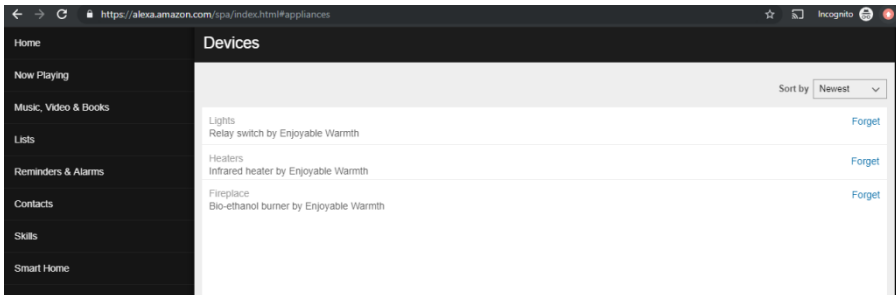 https://alexa.amazon.com/spa/index.html#appliances
Incognito
Home
Now Playing
Music, Video & Books
Lists
Reminders & Alarms
Contacts
Skills
Smart Home
Devices
Sort by Newest
Lights
Relay switch by Enjoyable Warmth
Forget
Heaters
Infrared heater by Enjoyable Warmth
Forget
Fireplace
Bio-ethanol burner by Enjoyable Warmth
Forget